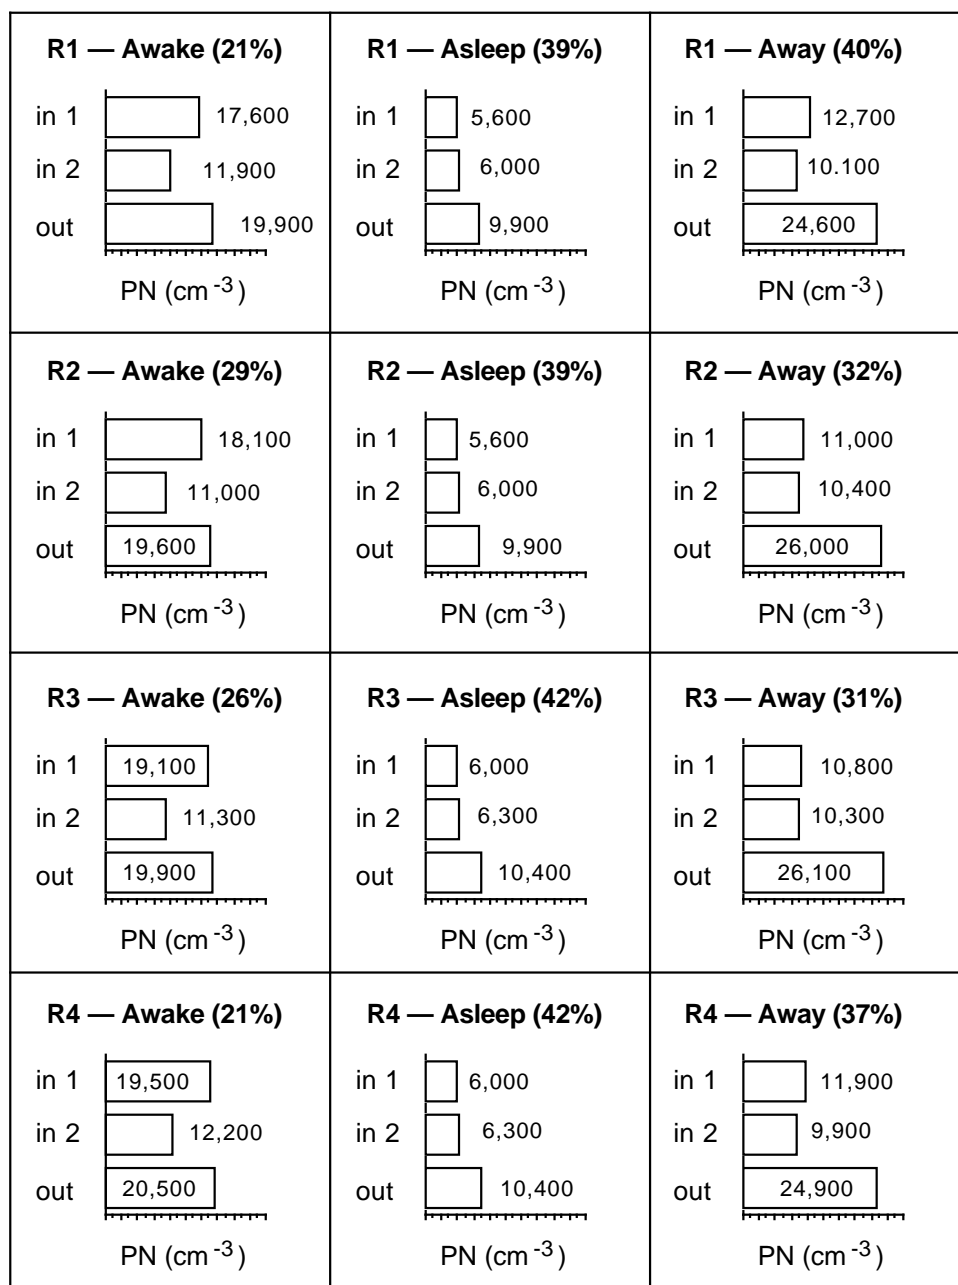 R1 — Awake (21%)
in 1 17,600
in 2 11,900
out 19,900
PN (cm -3 )
R1 — Asleep (39%)
in 1 5,600
in 2 6,000
out 9,900
PN (cm -3 )
R1 — Away (40%)
in 1 12,700
in 2 10.100
out 24,600
PN (cm -3 )
R2 — Awake (29%)
in 1 18,100
in 2 11,000
out 19,600
PN (cm -3 )
R2 — Asleep (39%)
in 1 5,600
in 2 6,000
out 9,900
PN (cm -3 )
R2 — Away (32%)
in 1 11,000
in 2 10,400
out 26,000
PN (cm -3 )
R3 — Awake (26%)
in 1 19,100
in 2 11,300
out 19,900
PN (cm -3 )
R3 — Asleep (42%)
in 1 6,000
in 2 6,300
out 10,400
PN (cm -3 )
R3 — Away (31%)
in 1 10,800
in 2 10,300
out 26,100
PN (cm -3 )
R4 — Awake (21%)
in 1 19,500
in 2 12,200
out 20,500
PN (cm -3 )
R4 — Asleep (42%)
in 1 6,000
in 2 6,300
out 10,400
PN (cm -3 )
R4 — Away (37%)
in 1 11,900
in 2 9,900
out 24,900
PN (cm -3 )